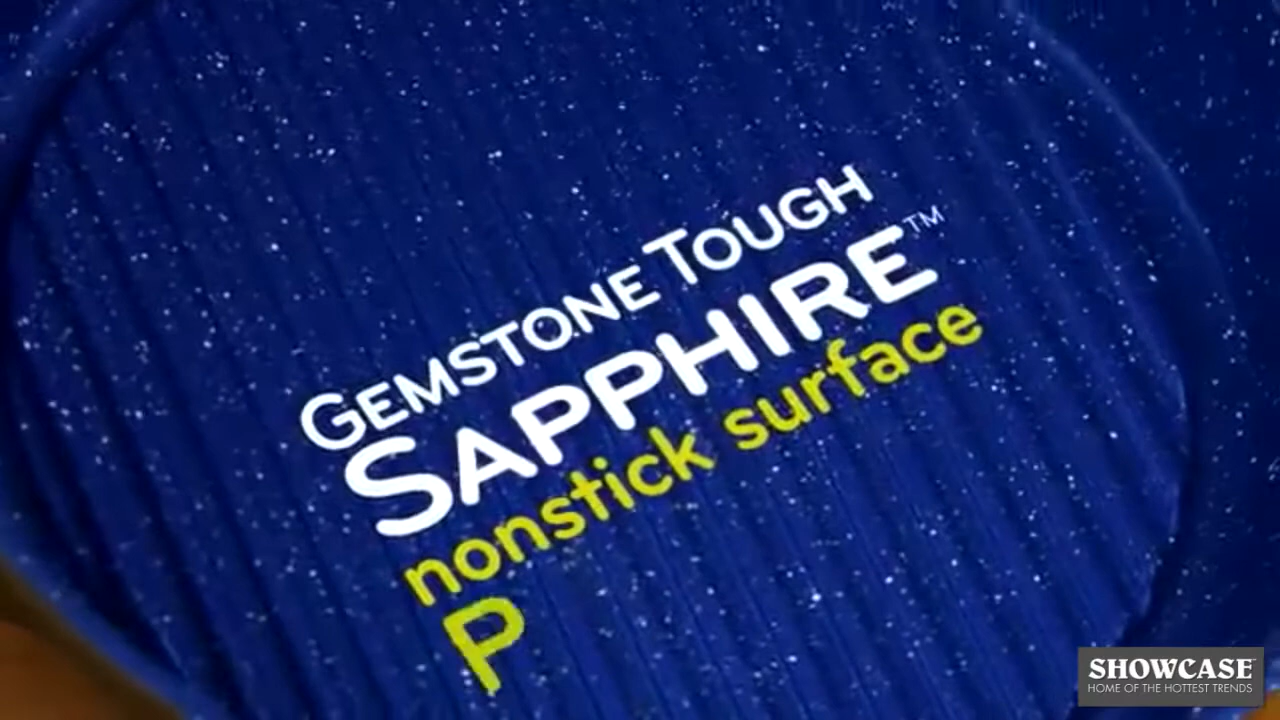 GEMSTONE TOUGH
SAPPHIRE™
nonstick surface
P
SHOWCASE
HOME OF THE HOTTEST TRENDS